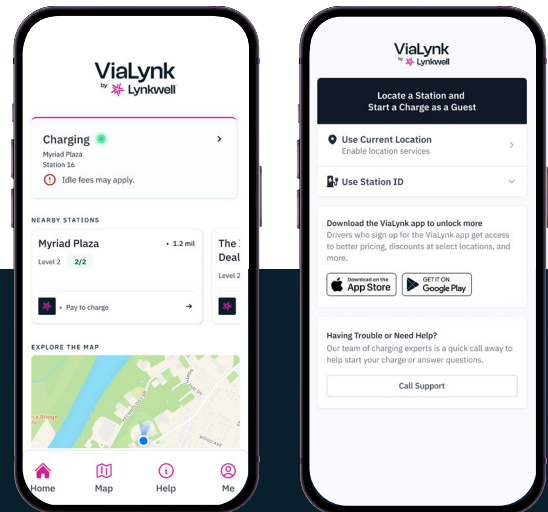 ViaLynk
by Lynkwell
Charging
Myriad Plaza
Station 16
Idle fees may apply.
NEARBY STATIONS
Myriad Plaza
• 1.2 mil
Level 2
2/2
• Pay to charge
The
Deal
Level 2
EXPLORE THE MAP
WOOD AVE
Home
Map
Help
Me
ViaLynk
by Lynkwell
Locate a Station and
Start a Charge as a Guest
Use Current Location
Enable location services
Use Station ID
Download the ViaLynk app to unlock more
Drivers who sign up for the ViaLynk app get access
to better pricing, discounts at select locations, and
more.
Download on the
App Store
GET IT ON
Google Play
Having Trouble or Need Help?
Our team of charging experts is a quick call away to
help start your charge or answer questions.
Call Support